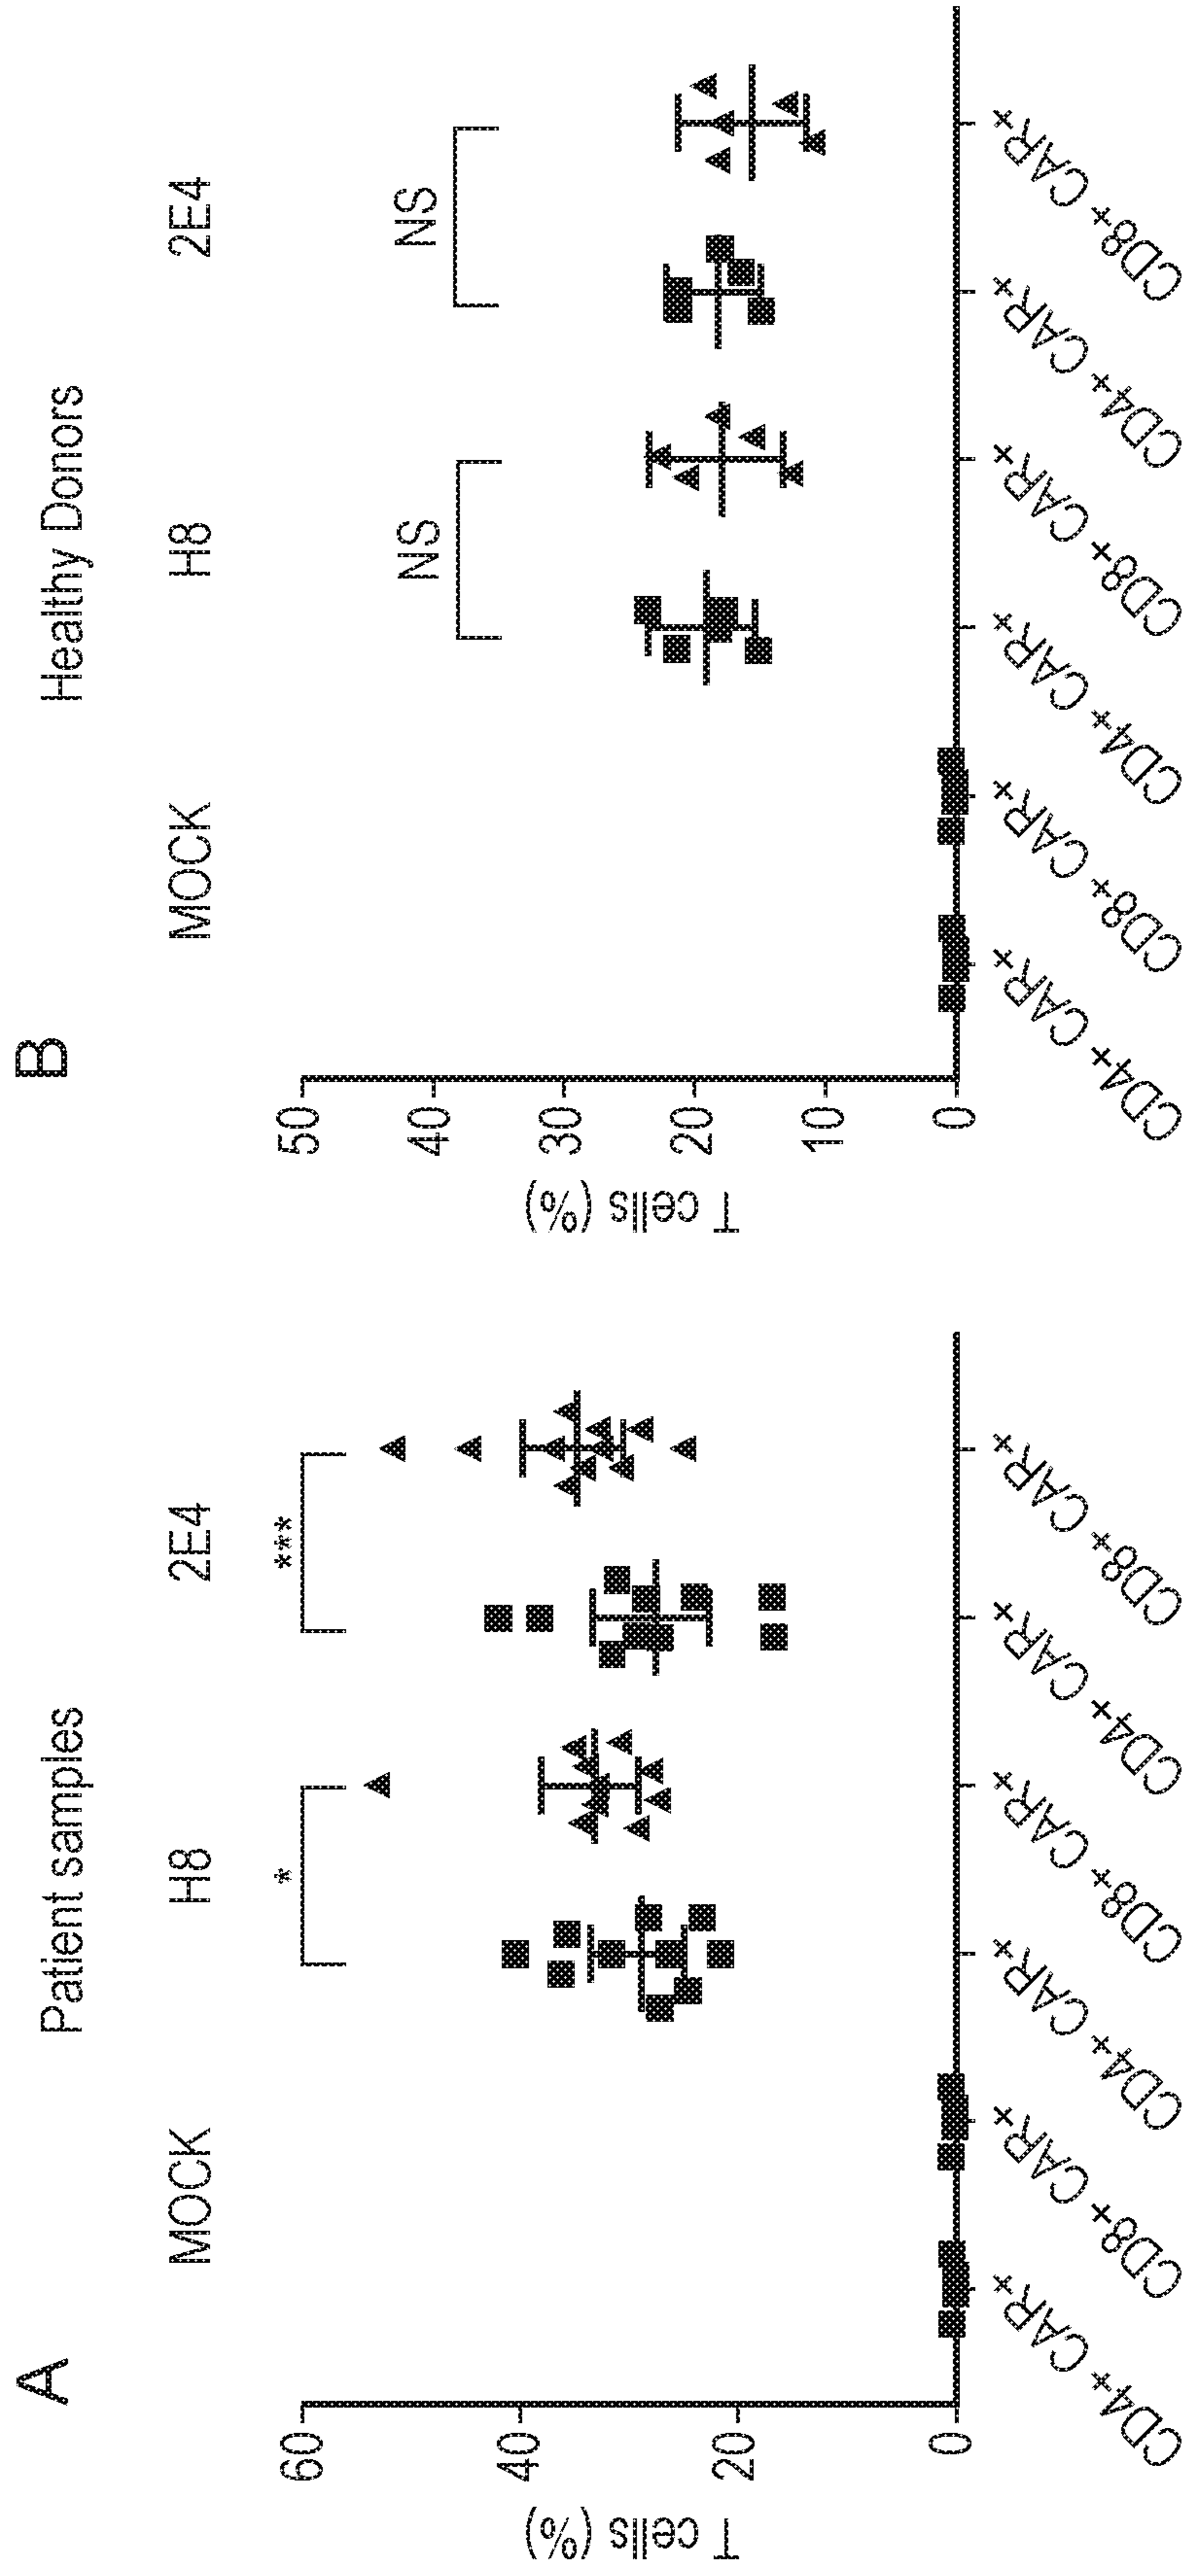 A
Patient samples
MOCK
H8
2E4
*
***
T cells (%)
60
40
20
0
CD4+ CAR+
CD8+ CAR+
CD4+ CAR+
CD8+ CAR+
CD4+ CAR+
CD8+ CAR+
B
Healthy Donors
MOCK
H8
2E4
NS
NS
T cells (%)
50
40
30
20
10
0
CD4+ CAR+
CD8+ CAR+
CD4+ CAR+
CD8+ CAR+
CD4+ CAR+
CD8+ CAR+